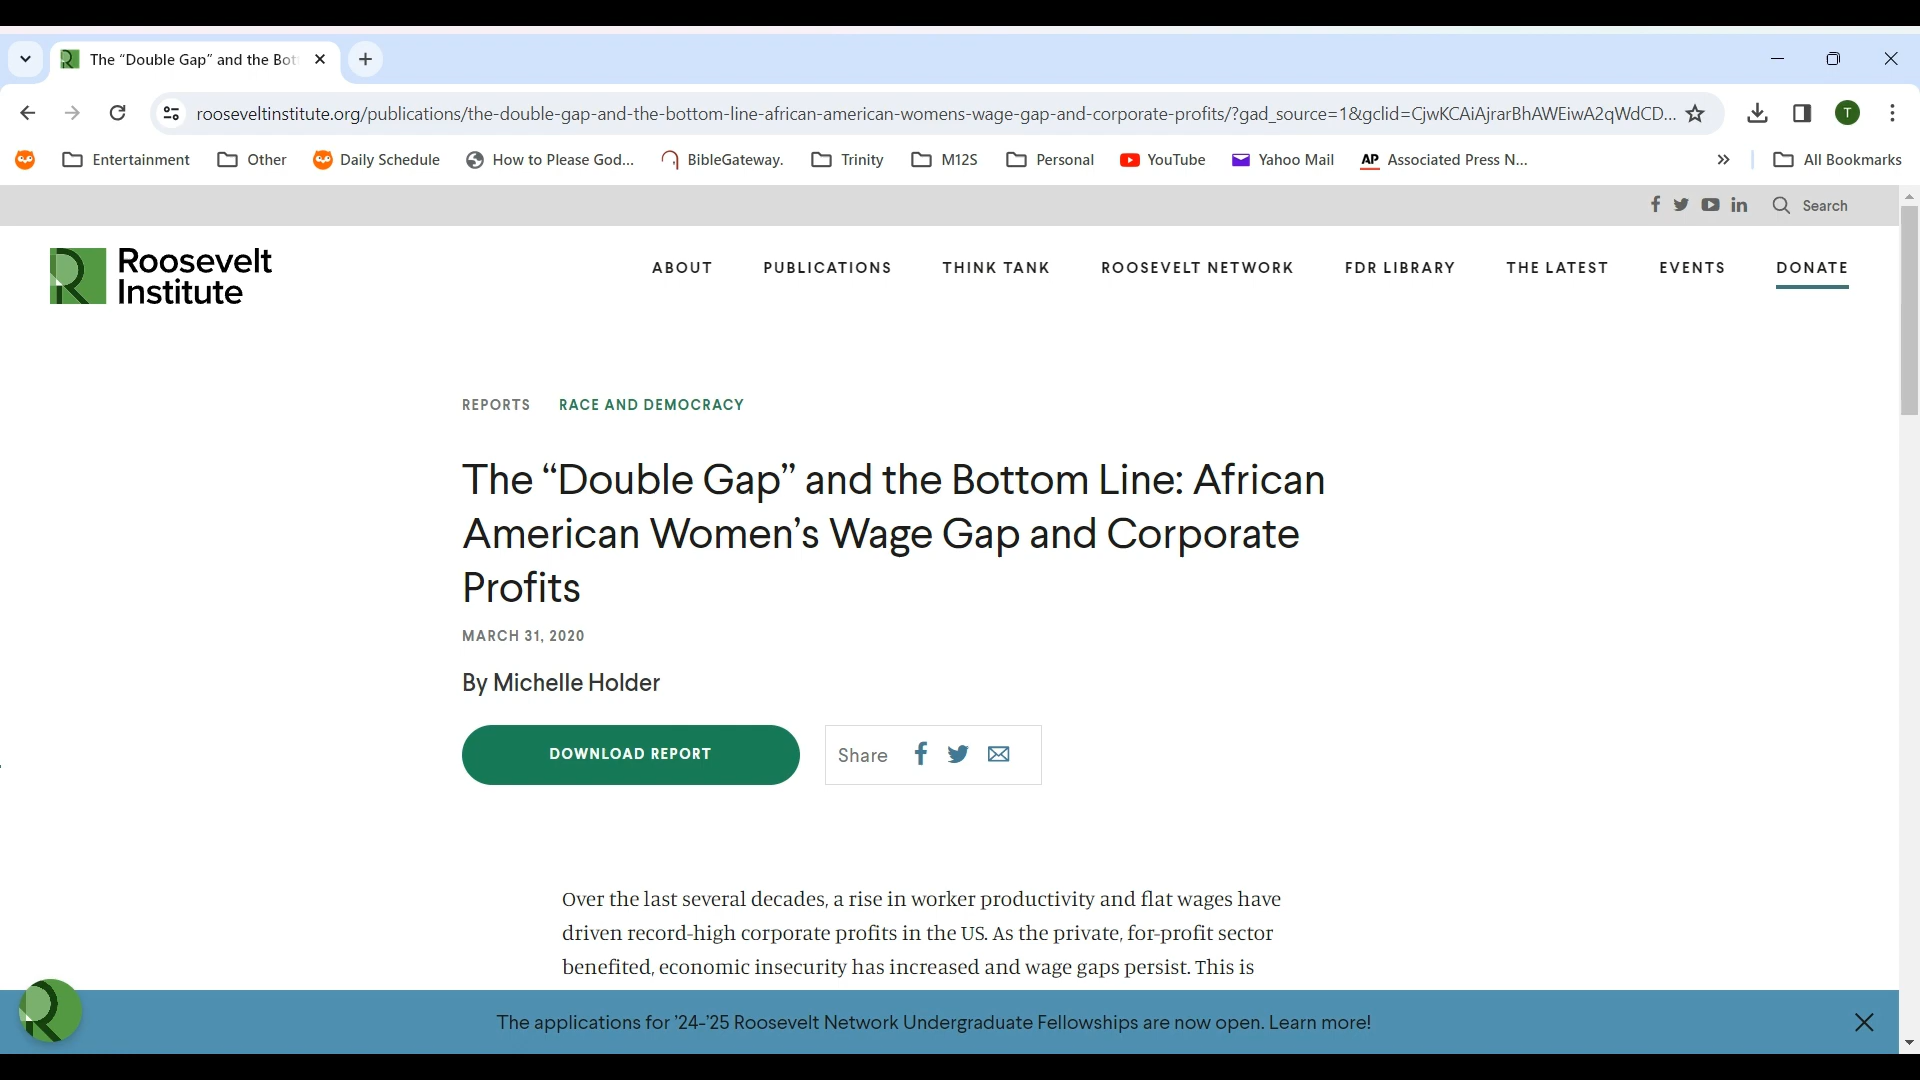 The “Double Gap” and the Bot
rooseveltinstitute.org/publications/the-double-gap-and-the-bottom-line-african-american-womens-wage-gap-and-corporate-profits/?gad_source=1&gclid=CjwKCAiAjrarBhAWEiwA2qWdCD...
T
Entertainment
Other
Daily Schedule
How to Please God...
BibleGateway.
Trinity
M12S
Personal
YouTube
Yahoo Mail
AP Associated Press N...
»
All Bookmarks
Search
Roosevelt
Institute
ABOUT
PUBLICATIONS
THINK TANK
ROOSEVELT NETWORK
FDR LIBRARY
THE LATEST
EVENTS
DONATE
REPORTS
RACE AND DEMOCRACY
The “Double Gap” and the Bottom Line: African
American Women’s Wage Gap and Corporate
Profits
MARCH 31, 2020
By Michelle Holder
DOWNLOAD REPORT
Share
Over the last several decades, a rise in worker productivity and flat wages have
driven record-high corporate profits in the US. As the private, for-profit sector
benefited, economic insecurity has increased and wage gaps persist. This is
The applications for ’24-’25 Roosevelt Network Undergraduate Fellowships are now open. Learn more!